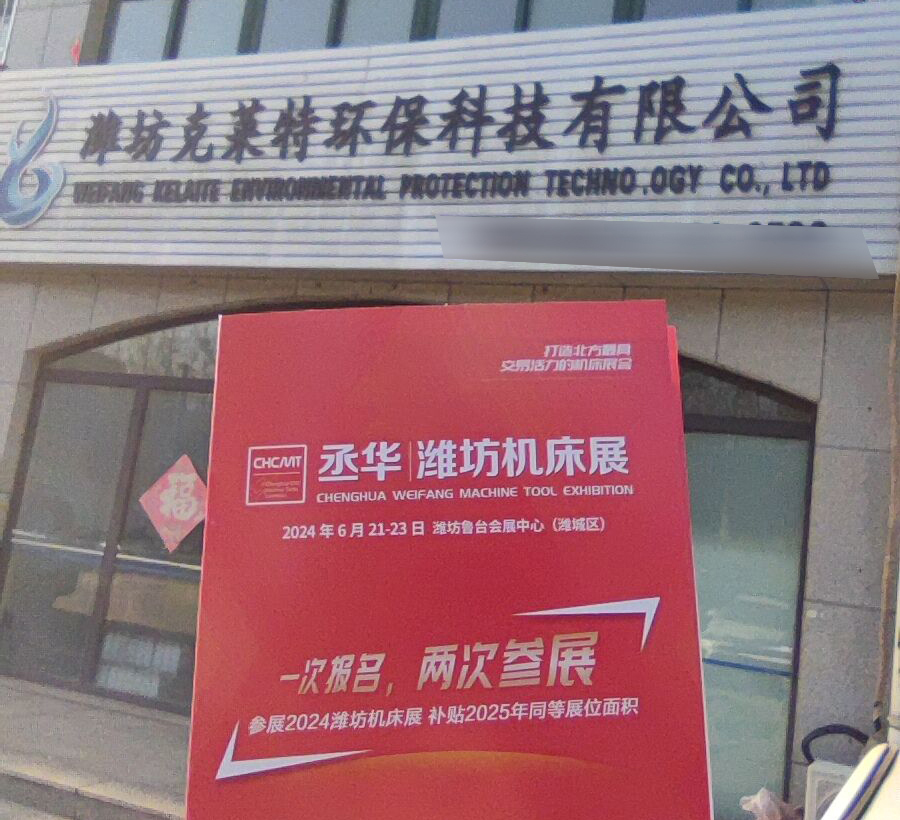 潍坊克莱特环保科技有限公司
WEIFANG KELAITE ENVIRONMENTAL PROTECTION TECHNO.OGY CO., LTD
打造北方最具
交易活力的机床展会
CHCMT
丞华 潍坊机床展
CHENGHUA WEIFANG MACHINE TOOL EXHIBITION
2024 年 6 月 21-23 日 潍坊鲁台会展中心（潍城区）
福
一次报名，两次参展
参展2024潍坊机床展 补贴2025年同等展位面积